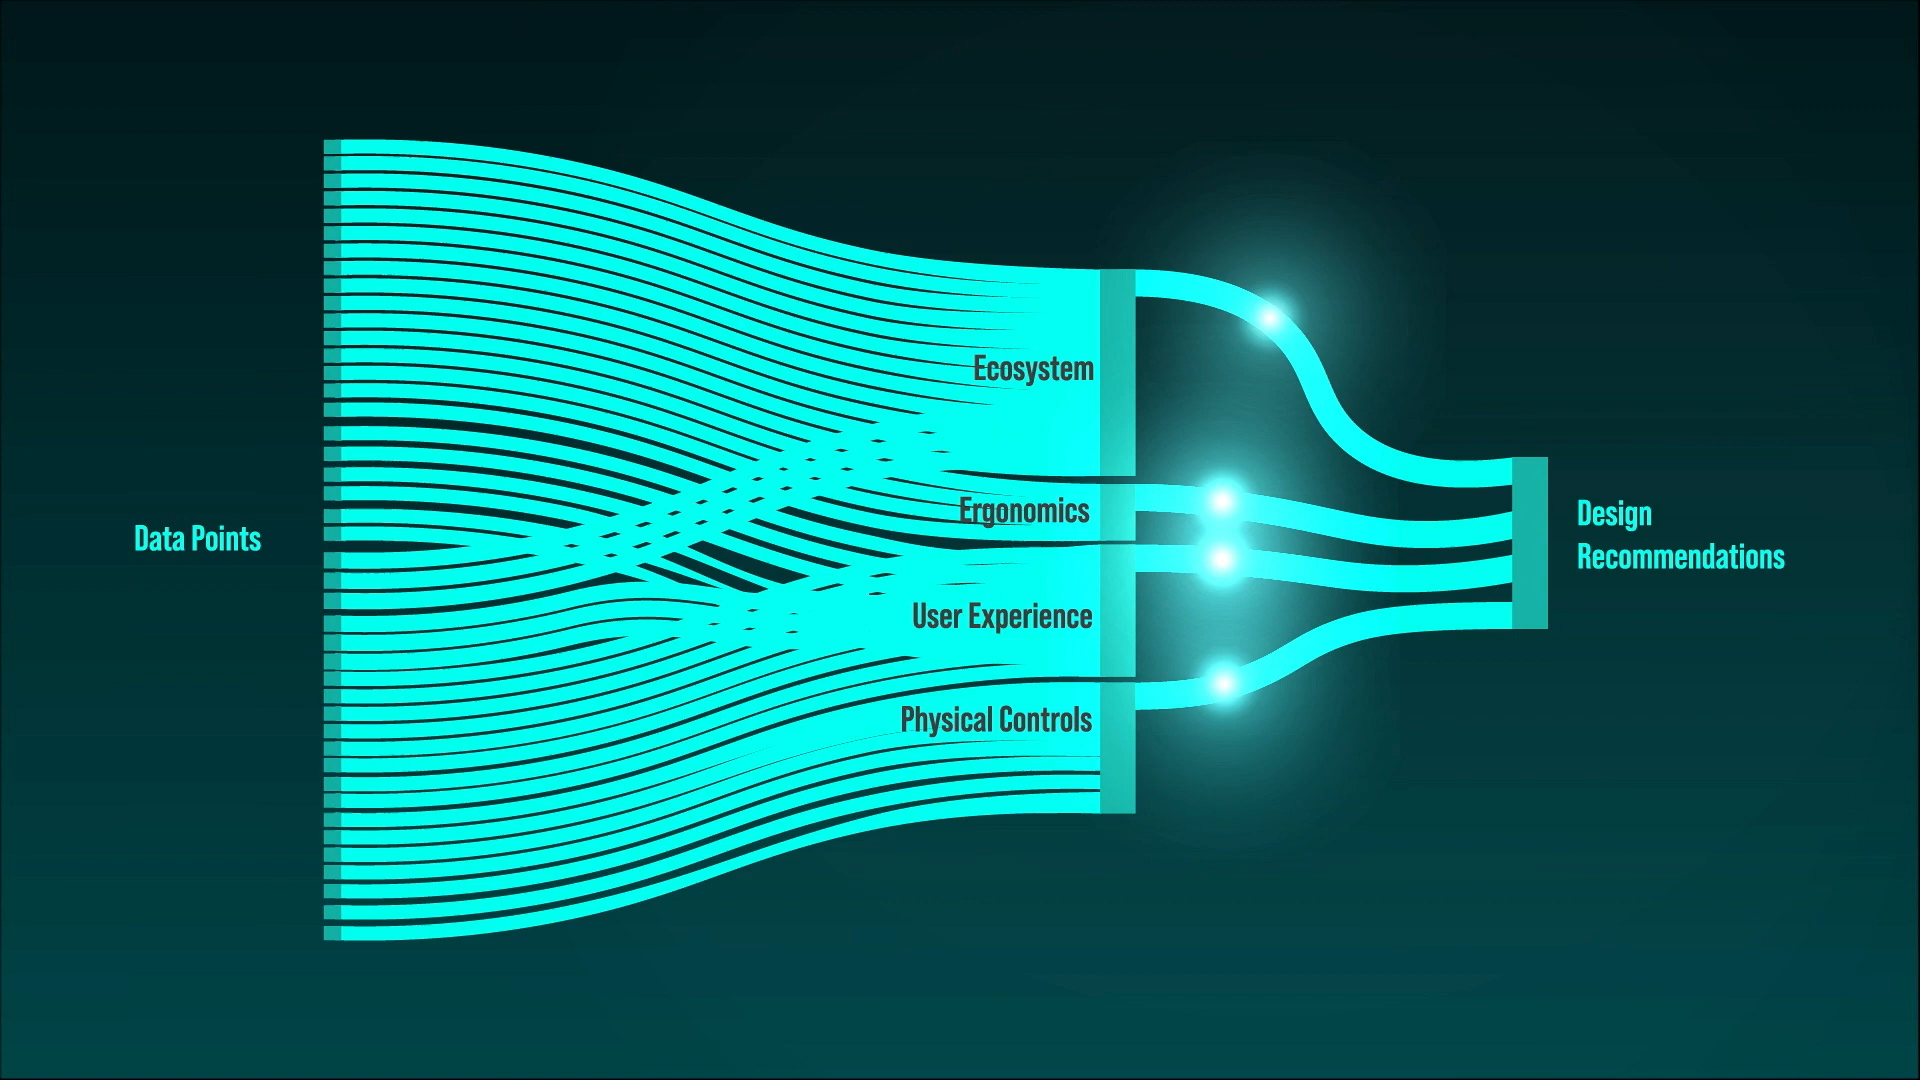 Data Points
Ecosystem
Ergonomics
User Experience
Physical Controls
Design
Recommendations